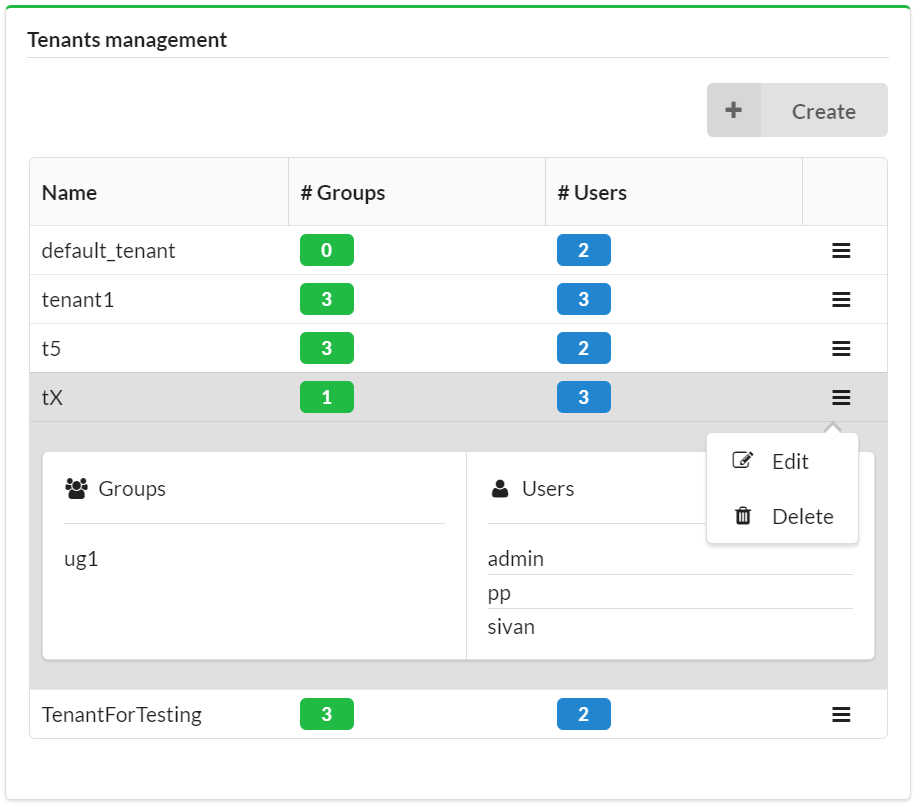 Tenants management
Create
Name # Groups # Users
default_tenant 0 2
tenant1 3 3
t5 3 2
tX 1 3
Edit
Delete
Groups
ug1
Users
admin
pp
sivan
TenantForTesting 3 2